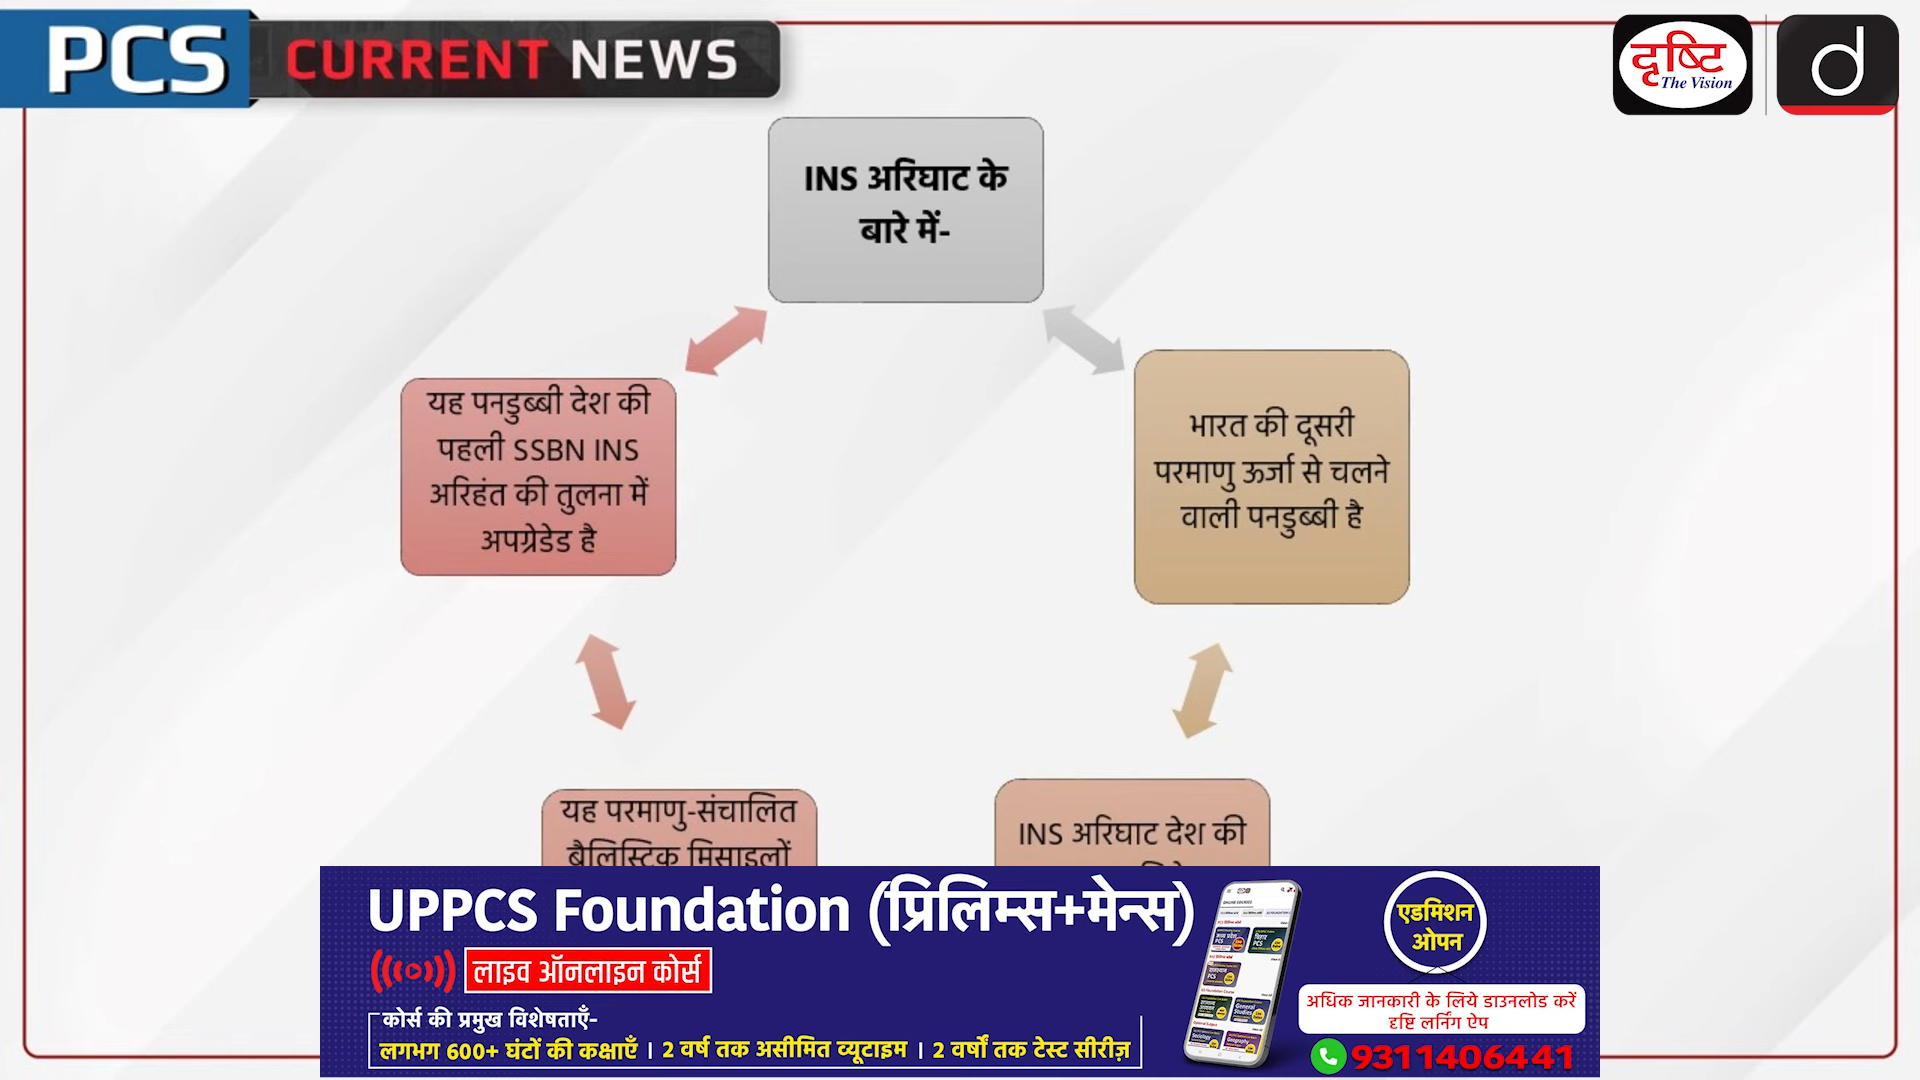 PCS CURRENT NEWS
दृष्टि
The Vision
d
INS अरिघाट के
बारे में-
यह पनडुब्बी देश की
पहली SSBN INS
अरिहंत की तुलना में
अपग्रेडेड है
भारत की दूसरी
परमाणु ऊर्जा से चलने
वाली पनडुब्बी है
यह परमाणु-संचालित
बैलिस्टिक मिसाइलों
INS अरिघाट देश की
UPPCS Foundation (प्रिलिम्स+मेन्स)
लाइव ऑनलाइन कोर्स
कोर्स की प्रमुख विशेषताएँ-
लगभग 600+ घंटों की कक्षाएँ । 2 वर्ष तक असीमित व्यूटाइम । 2 वर्षों तक टेस्ट सीरीज़
एडमिशन
ओपन
अधिक जानकारी के लिये डाउनलोड करें
दृष्टि लर्निंग ऐप
9311406441